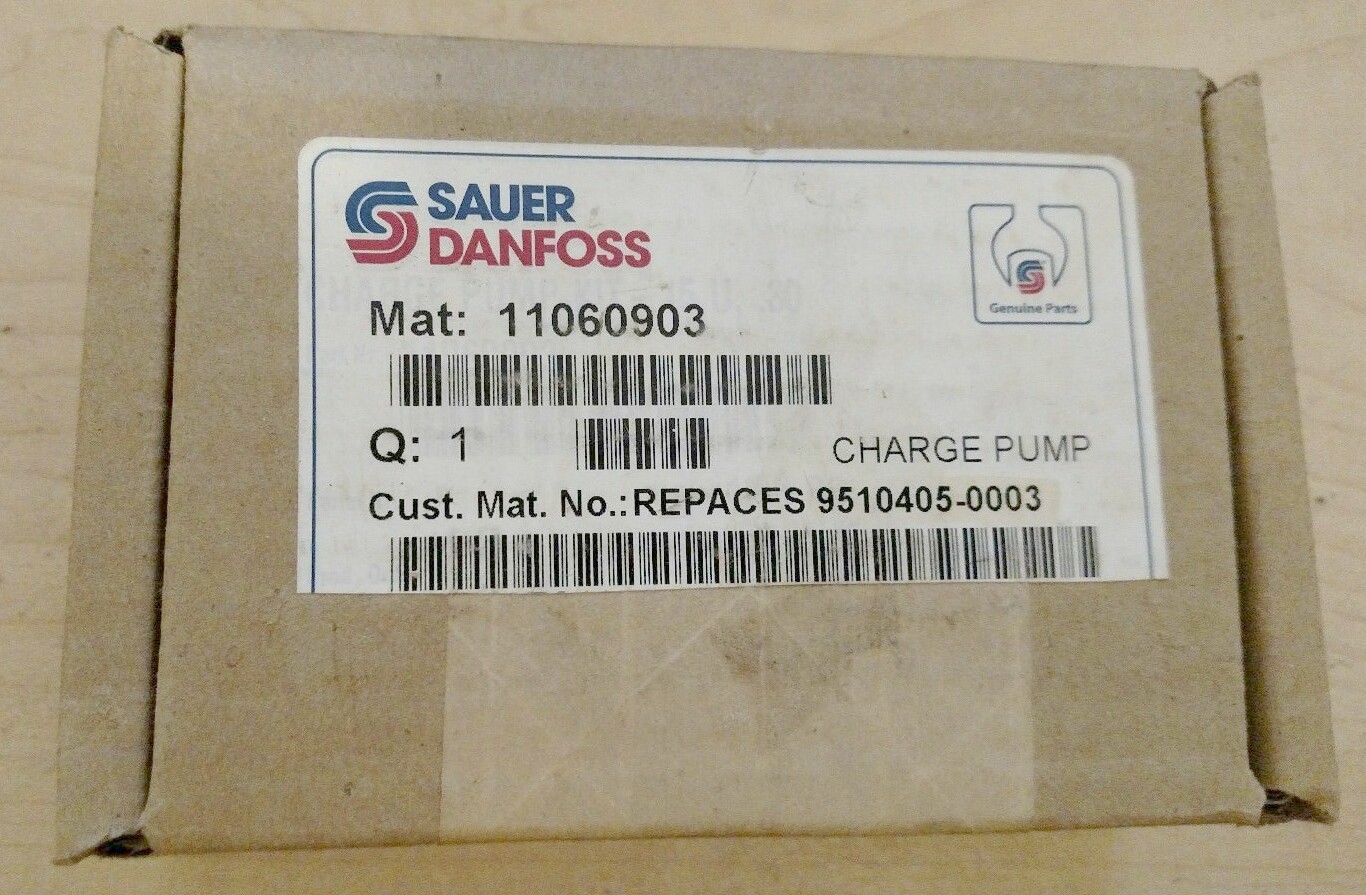 SAUER
DANFOSS
Genuine Parts
Mat: 11060903
Q: 1
CHARGE PUMP
Cust. Mat. No.:REPACES 9510405-0003